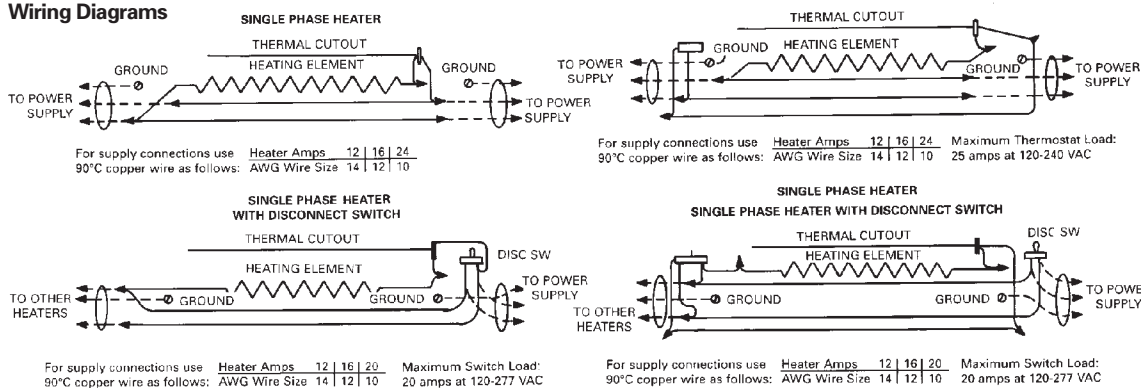 Wiring Diagrams
SINGLE PHASE HEATER
THERMAL CUTOUT
HEATING ELEMENT
GROUND
GROUND
TO POWER
SUPPLY
TO POWER
SUPPLY
For supply connections use Heater Amps 12 | 16 | 24
90°C copper wire as follows: AWG Wire Size 14 | 12 | 10
THERMAL CUTOUT
GROUND
HEATING ELEMENT
GROUND
TO POWER
SUPPLY
TO POWER
SUPPLY
For supply connections use Heater Amps 12 | 16 | 24 Maximum Thermostat Load:
90°C copper wire as follows: AWG Wire Size 14 | 12 | 10 25 amps at 120-240 VAC
SINGLE PHASE HEATER
WITH DISCONNECT SWITCH
THERMAL CUTOUT
DISC SW
HEATING ELEMENT
TO POWER
SUPPLY
TO OTHER
HEATERS
GROUND
GROUND
For supply connections use Heater Amps 12 | 16 | 20 Maximum Switch Load:
90°C copper wire as follows: AWG Wire Size 14 | 12 | 10 20 amps at 120-277 VAC
SINGLE PHASE HEATER
SINGLE PHASE HEATER WITH DISCONNECT SWITCH
THERMAL CUTOUT
DISC SW
HEATING ELEMENT
GROUND
GROUND
TO POWER
SUPPLY
TO OTHER
HEATERS
For supply connections use Heater Amps 12 | 16 | 20 Maximum Switch Load:
90°C copper wire as follows: AWG Wire Size 14 | 12 | 10 20 amps at 120-277 VAC